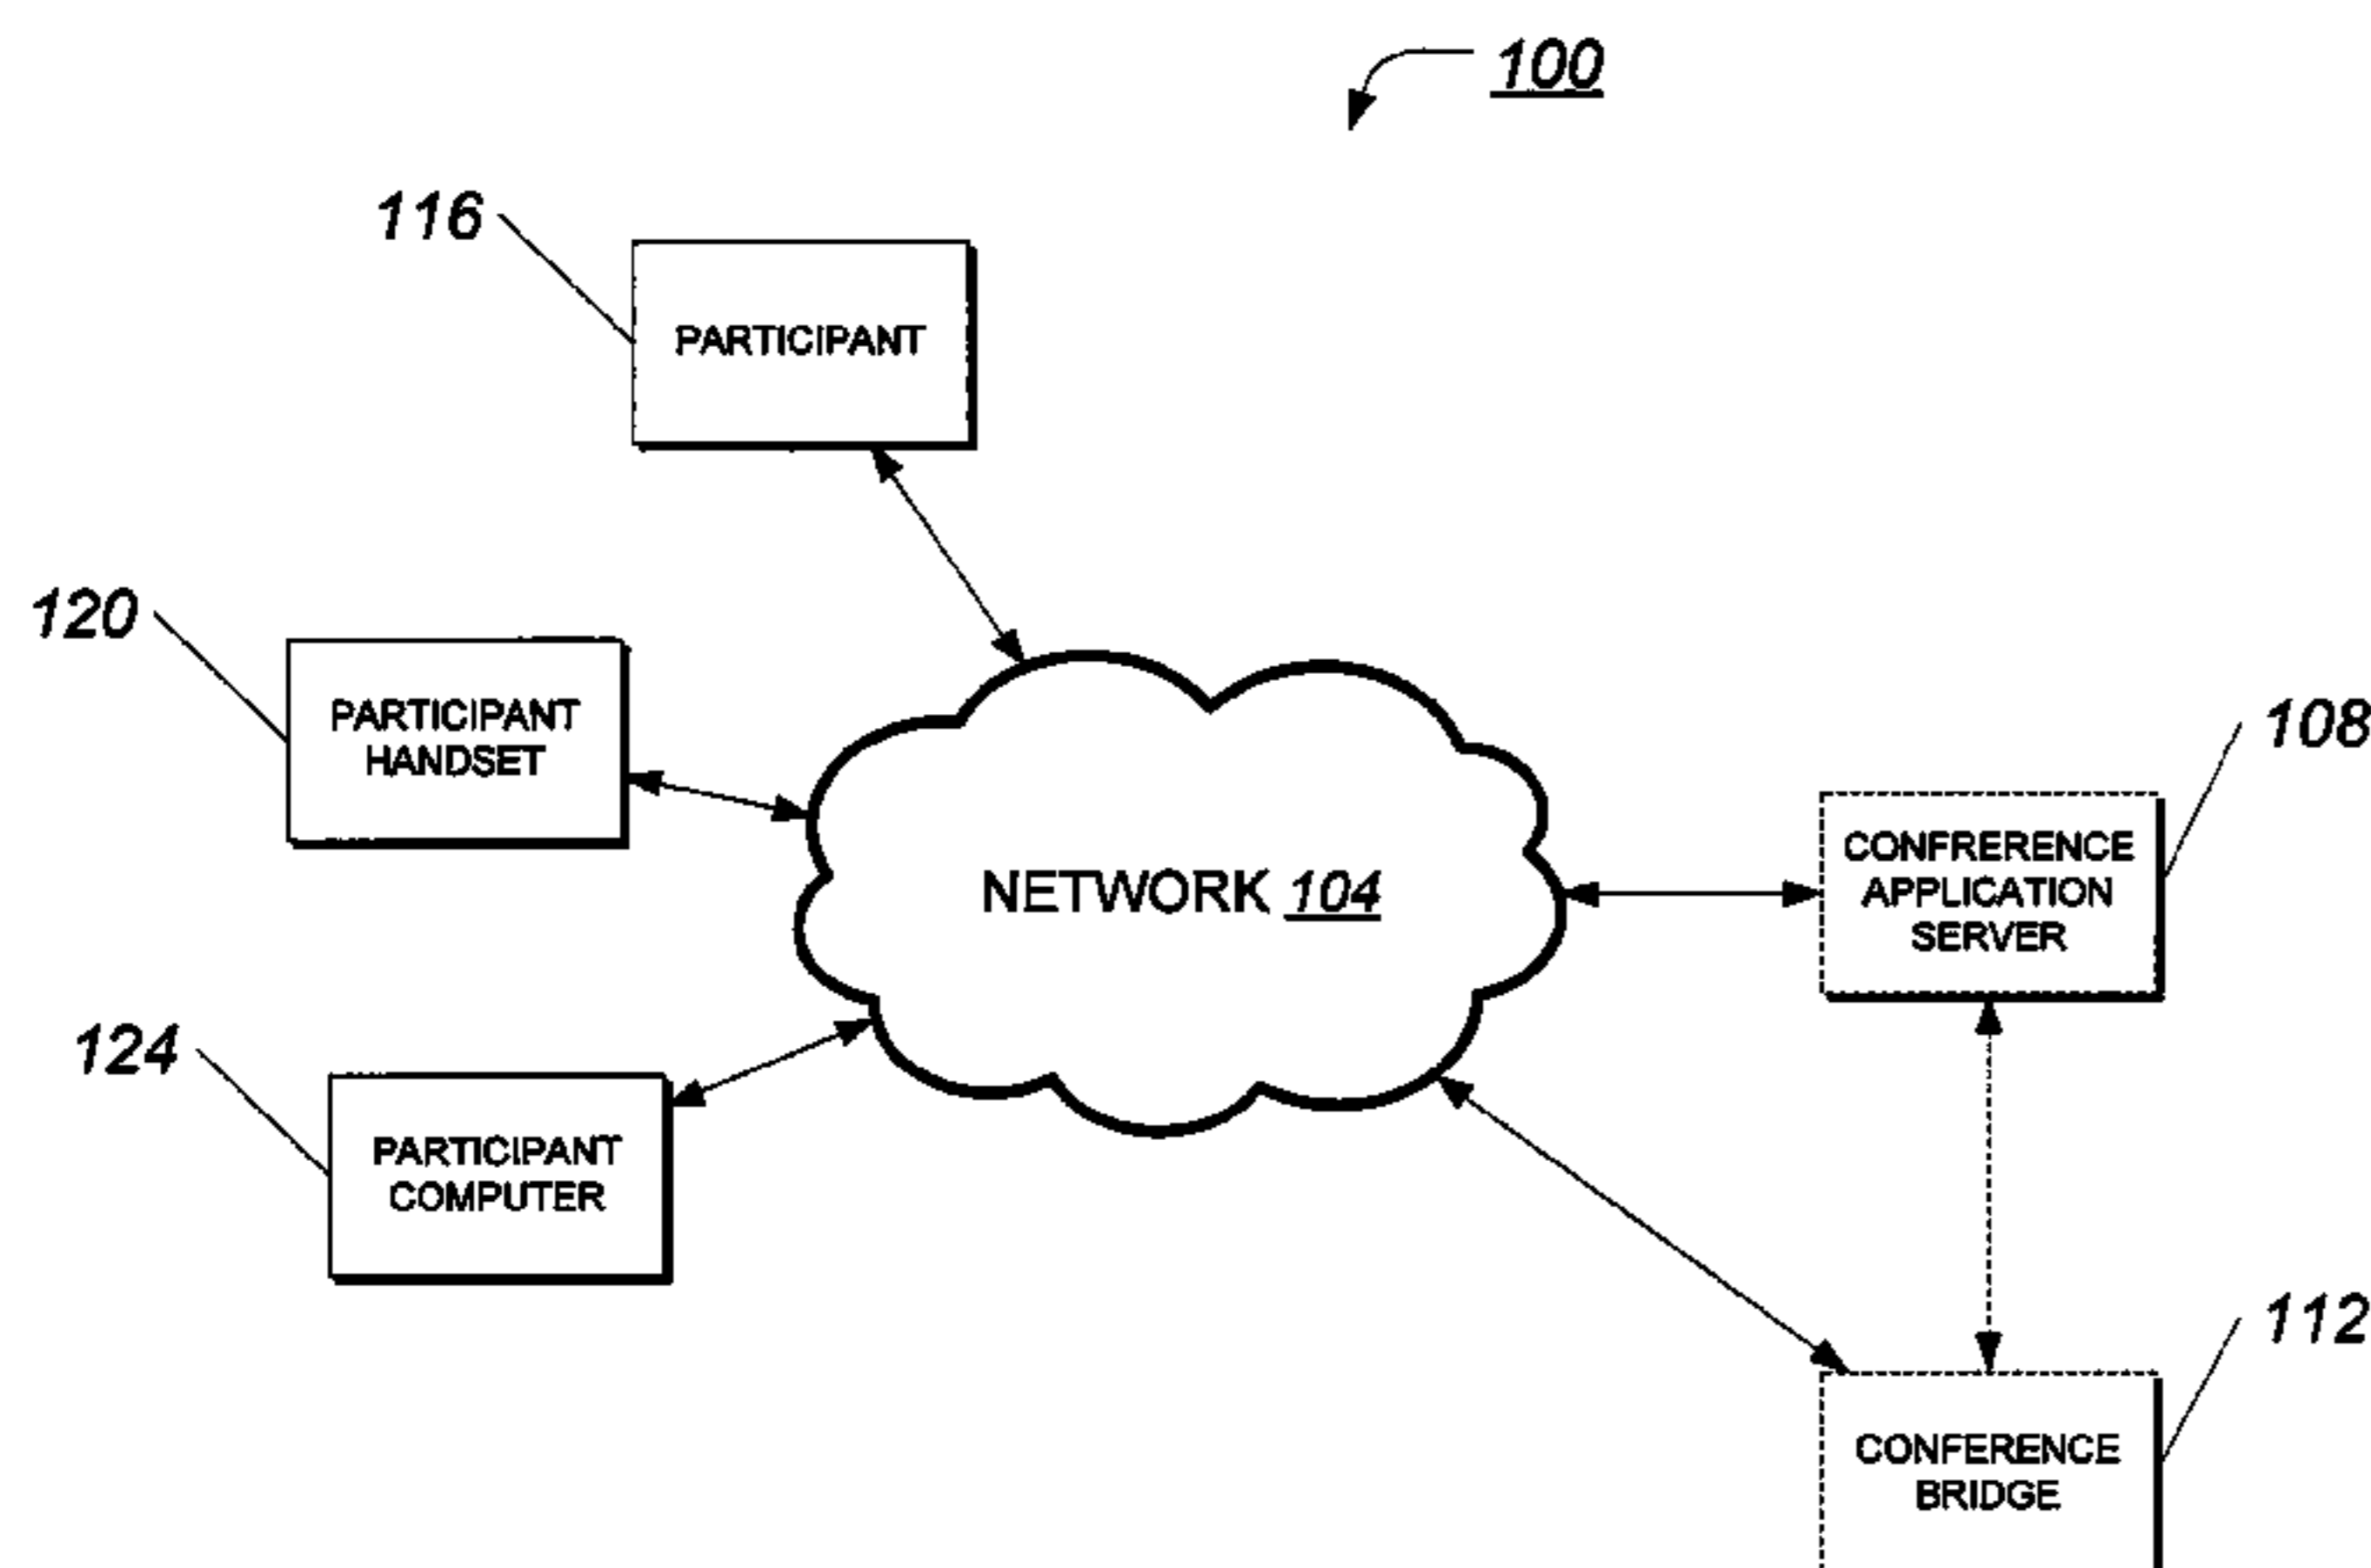 100
116
PARTICIPANT
120
PARTICIPANT
HANDSET
108
CONFRERENCE
APPLICATION
SERVER
NETWORK 104
124
PARTICIPANT
COMPUTER
112
CONFERENCE
BRIDGE